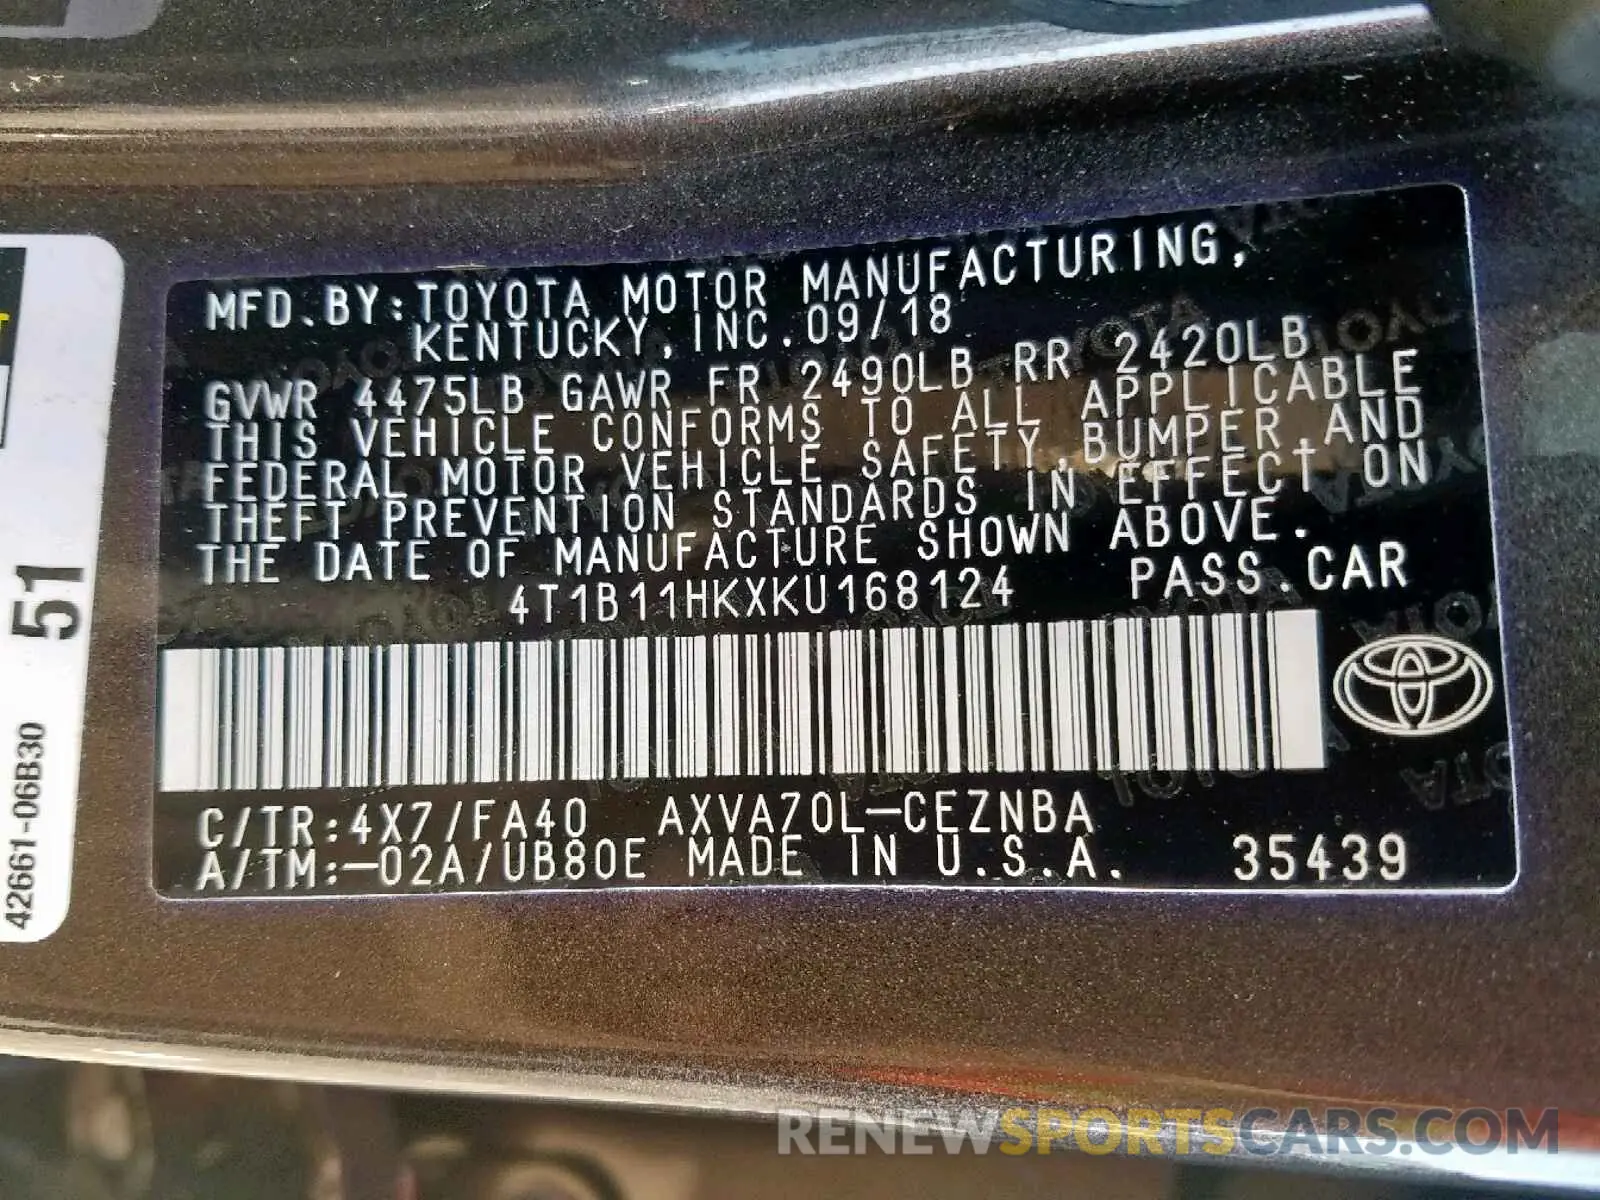 MFD.BY:TOYOTA MOTOR MANUFACTURING,
KENTUCKY, INC.09/18
GVWR 4475LB GAWR FR 2490LB RR 2420LB
THIS VEHICLE CONFORMS TO ALL APPLICABLE
FEDERAL MOTOR VEHICLE SAFETY,BUMPER,AND
THEFT PREVENTION STANDARDS IN EFFECT ON
THE DATE OF MANUFACTURE SHOWN ABOVE.
4T1B11HKXKU168124 PASS.CAR
C/TR:4X7/FA40 AXVA70L-CEZNBA
A/TM:-02A/UB80E MADE IN U.S.A. 35439
51
42661-06B30
RENEWSPORTSCARS.COM